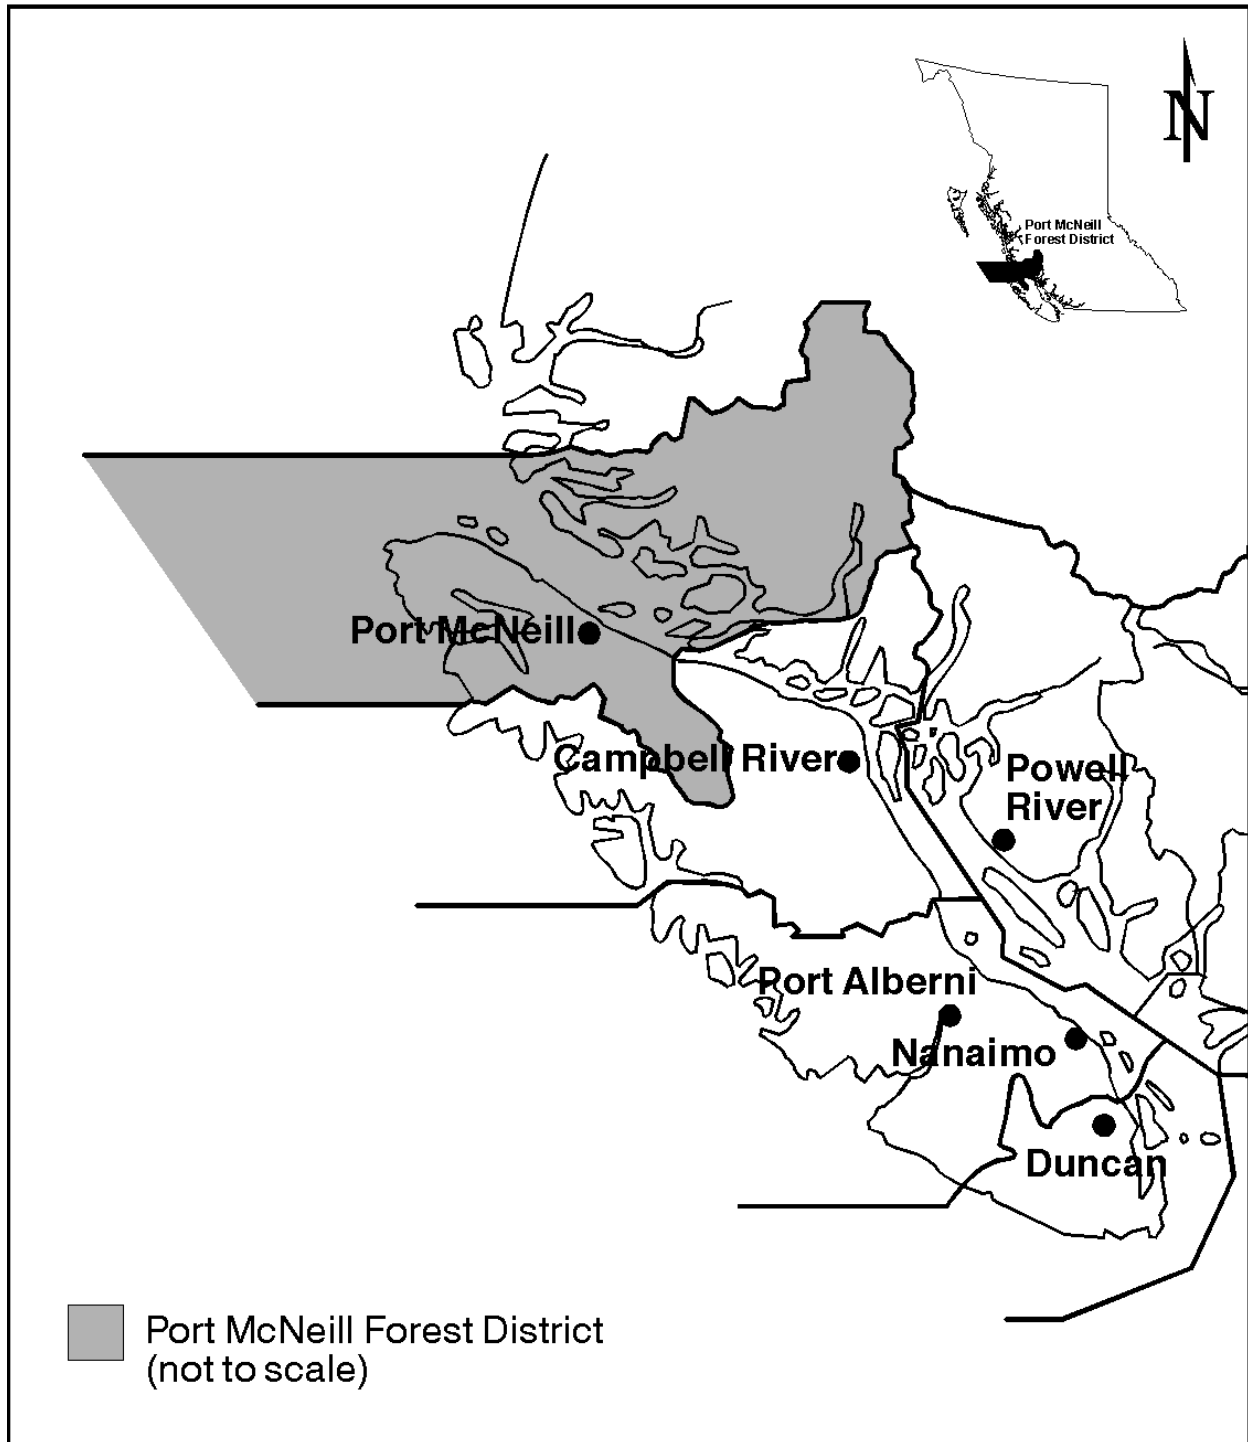 N
Port McNeill
Forest District
Port McNeill
Campbell River
Powell
River
Port Alberni
Nanaimo
Duncan
Port McNeill Forest District
(not to scale)